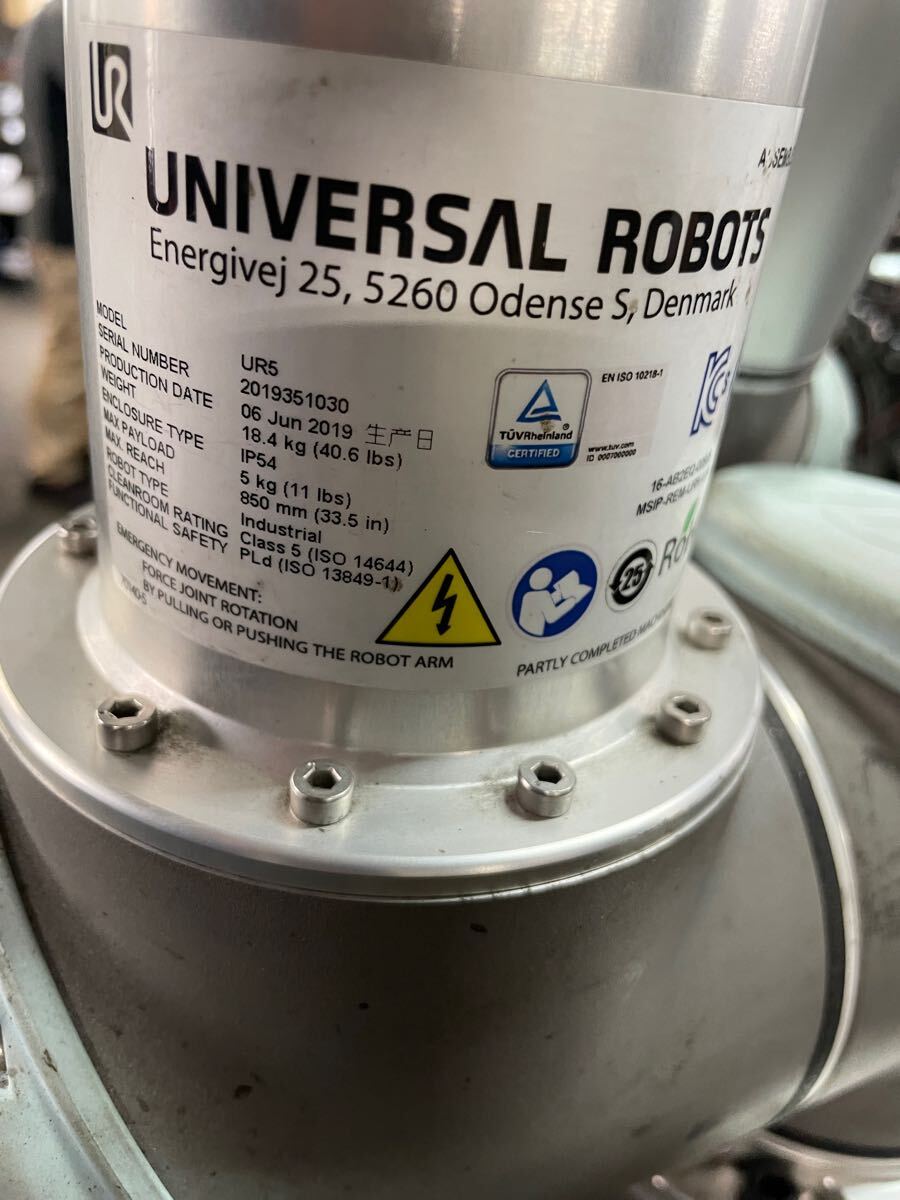 UR
UNIVERSAL ROBOTS
Energivej 25, 5260 Odense S, Denmark
MODEL UR5
SERIAL NUMBER 2019351030
PRODUCTION DATE 06 Jun 2019 生产日
WEIGHT 18.4 kg (40.6 lbs)
ENCLOSURE TYPE IP54
MAX PAYLOAD 5 kg (11 lbs)
MAX. REACH 850 mm (33.5 in)
ROBOT TYPE Industrial
CLEANROOM RATING Class 5 (ISO 14644)
FUNCTIONAL SAFETY PLd (ISO 13849-1)
EMERGENCY MOVEMENT:
FORCE JOINT ROTATION
BY PULLING OR PUSHING THE ROBOT ARM
TÜVRheinland
CERTIFIED
EN ISO 10218-1
www.tuv.com
ID 0007000000
25
PARTLY COMPLETED